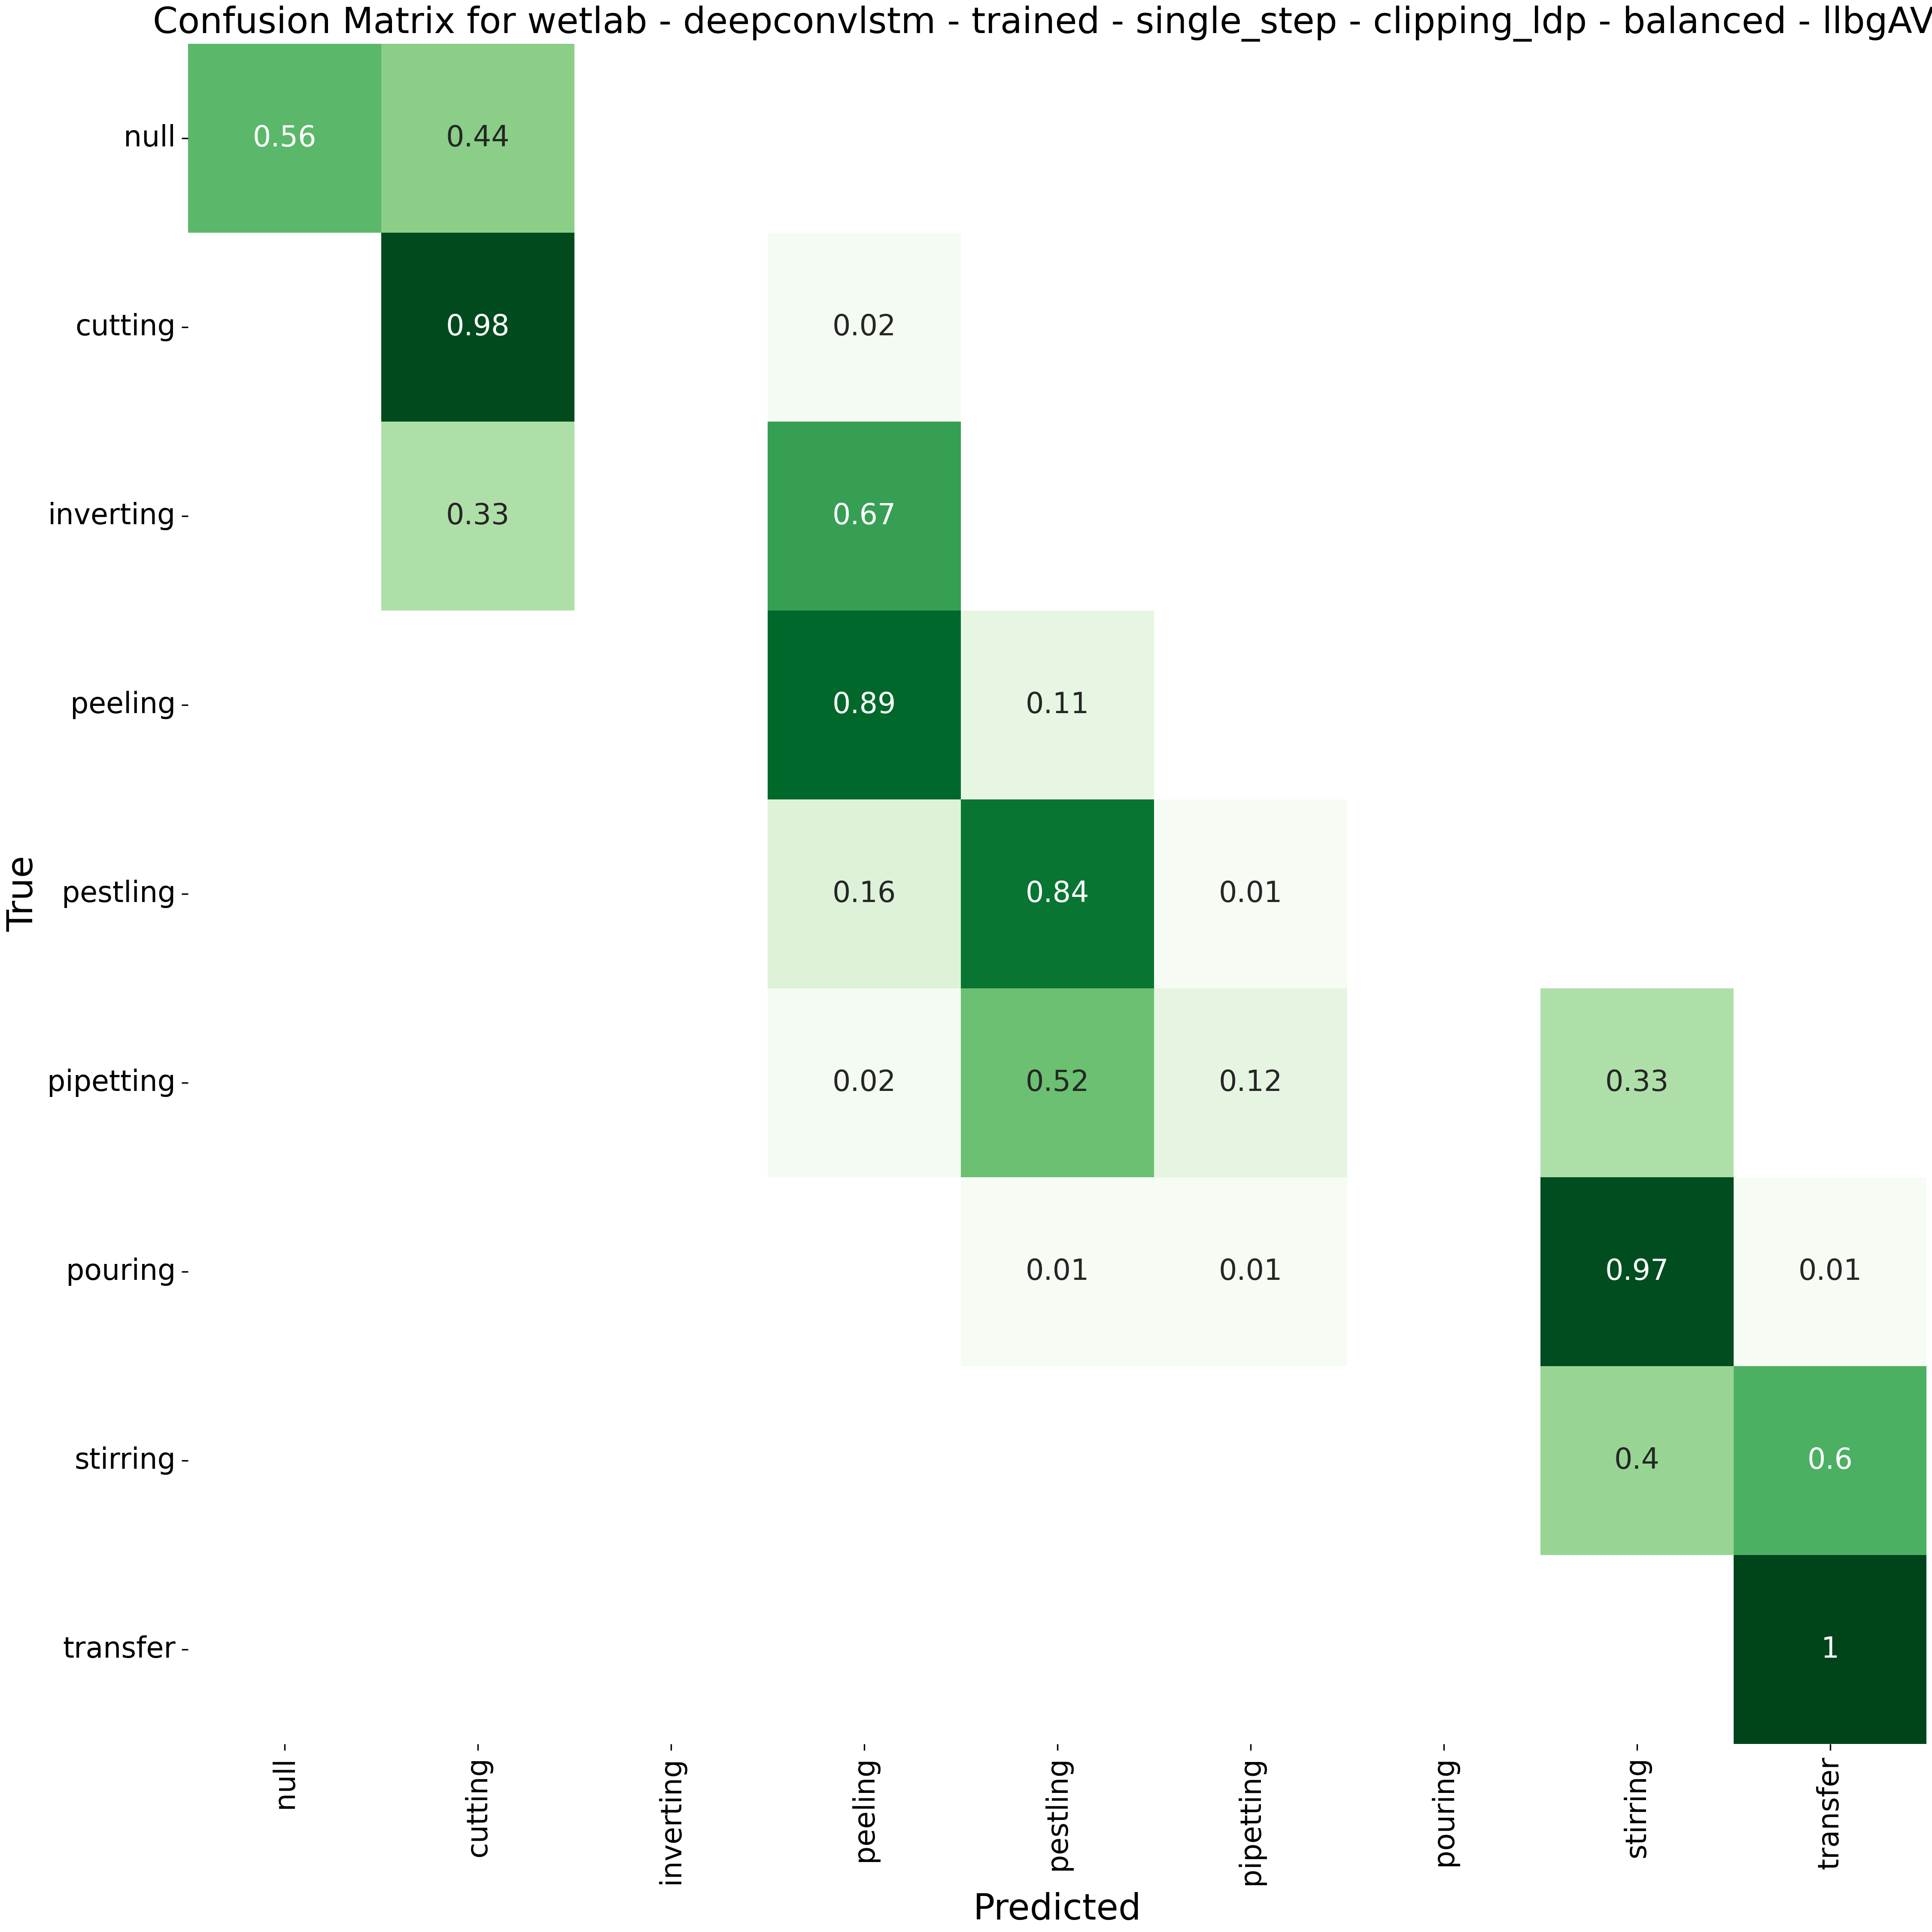 Confusion Matrix for wetlab - deepconvlstm - trained - single_step - clipping_ldp - balanced - llbgAV
null 0.56 0.44
cutting 0.98 0.02
inverting 0.33 0.67
peeling 0.89 0.11
pestling 0.16 0.84 0.01
pipetting 0.02 0.52 0.12 0.33
pouring 0.01 0.01 0.97 0.01
stirring 0.4 0.6
transfer 1
True
null cutting inverting peeling pestling pipetting pouring stirring transfer
Predicted